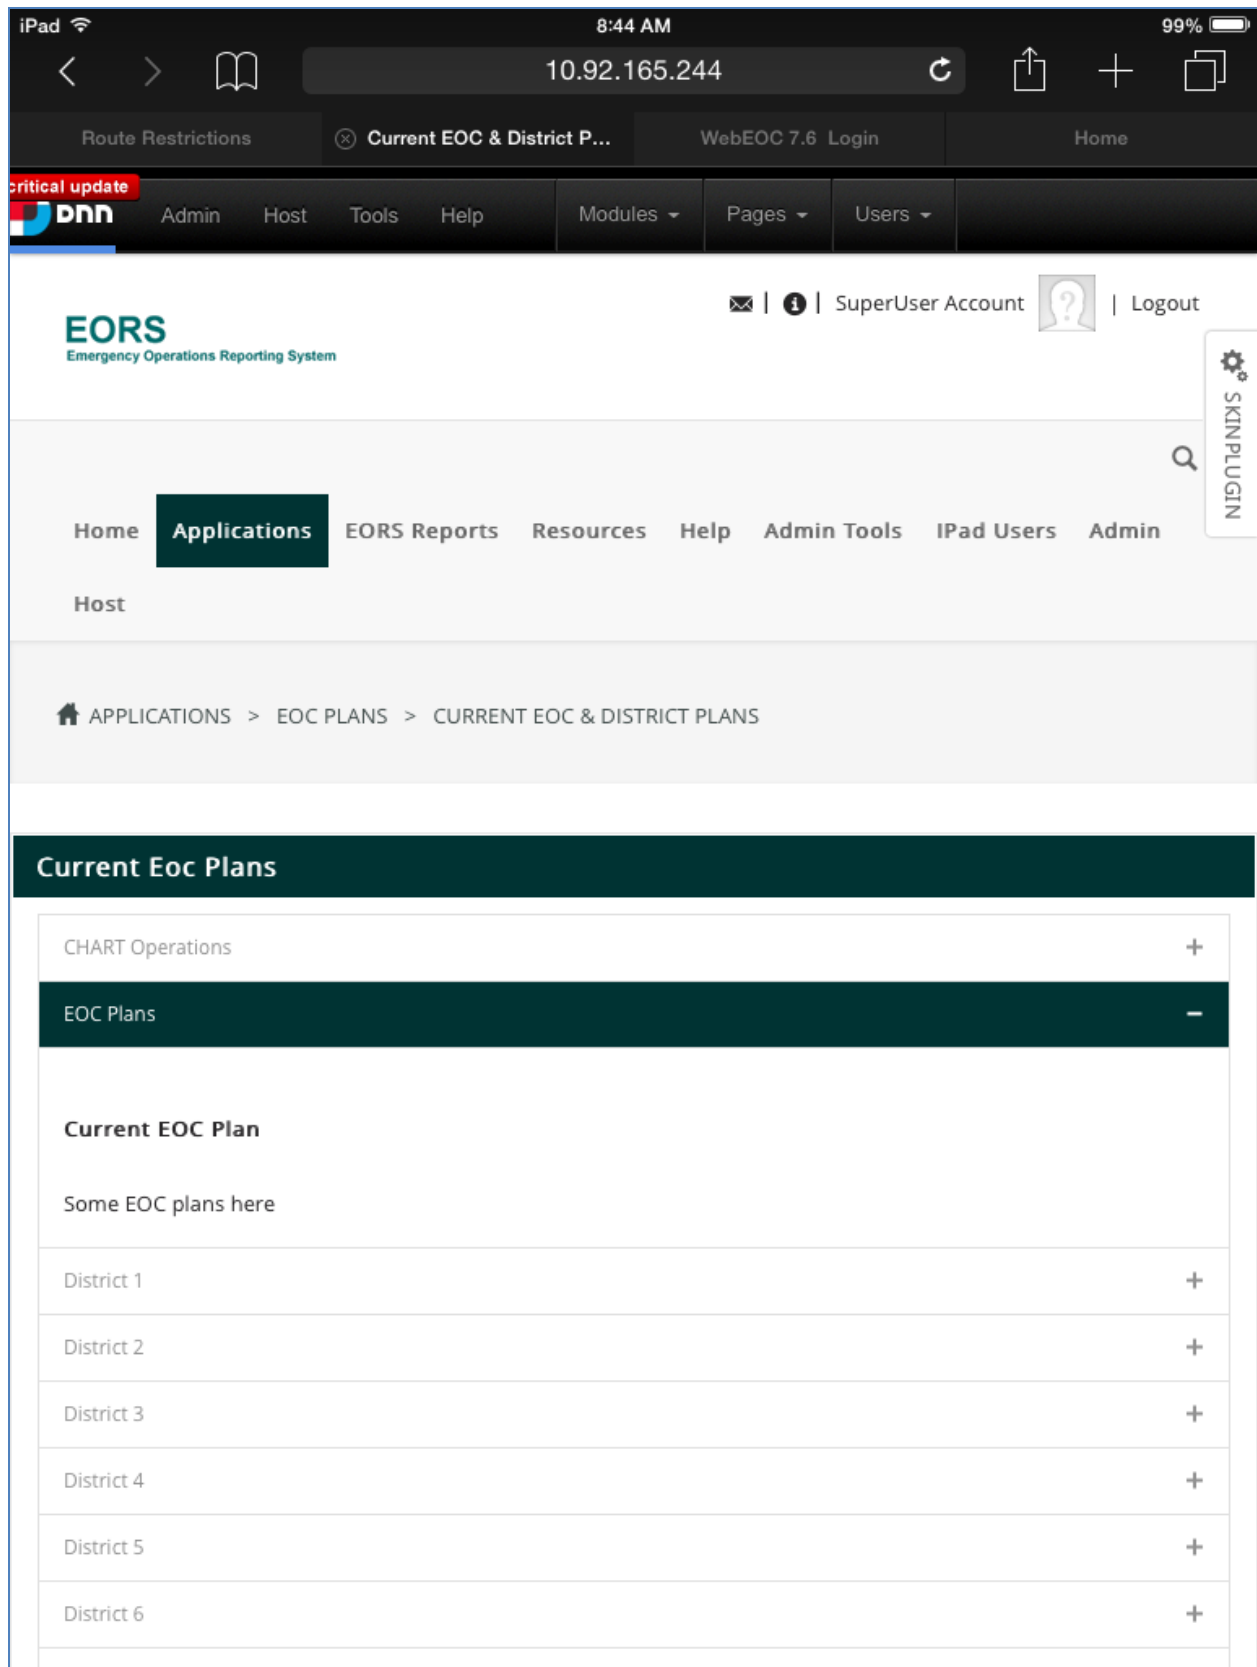 iPad 8:44 AM 99%
10.92.165.244
Route Restrictions Current EOC & District P... WebEOC 7.6 Login Home
critical update
DNN Admin Host Tools Help Modules Pages Users
SuperUser Account | Logout
EORS
Emergency Operations Reporting System
SKINPLUGIN
Home Applications EORS Reports Resources Help Admin Tools IPad Users Admin
Host
APPLICATIONS > EOC PLANS > CURRENT EOC & DISTRICT PLANS
Current Eoc Plans
CHART Operations +
EOC Plans −
Current EOC Plan
Some EOC plans here
District 1 +
District 2 +
District 3 +
District 4 +
District 5 +
District 6 +